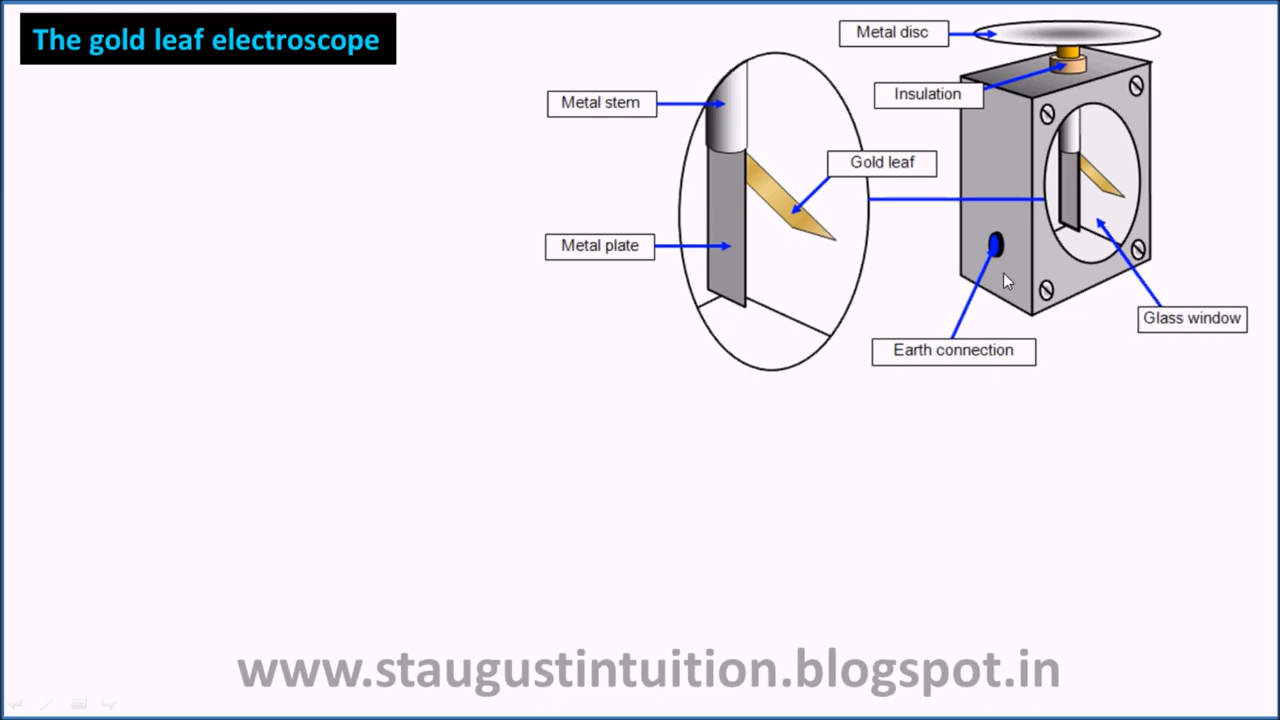 The gold leaf electroscope
Metal disc
Insulation
Metal stem
Gold leaf
Metal plate
Glass window
Earth connection
www.staugustintuition.blogspot.in